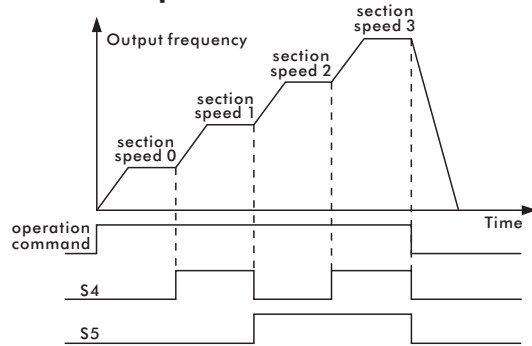 section
speed 3
Output frequency
section
speed 2
section
speed 1
section
speed 0
Time
operation
command
S4
S5